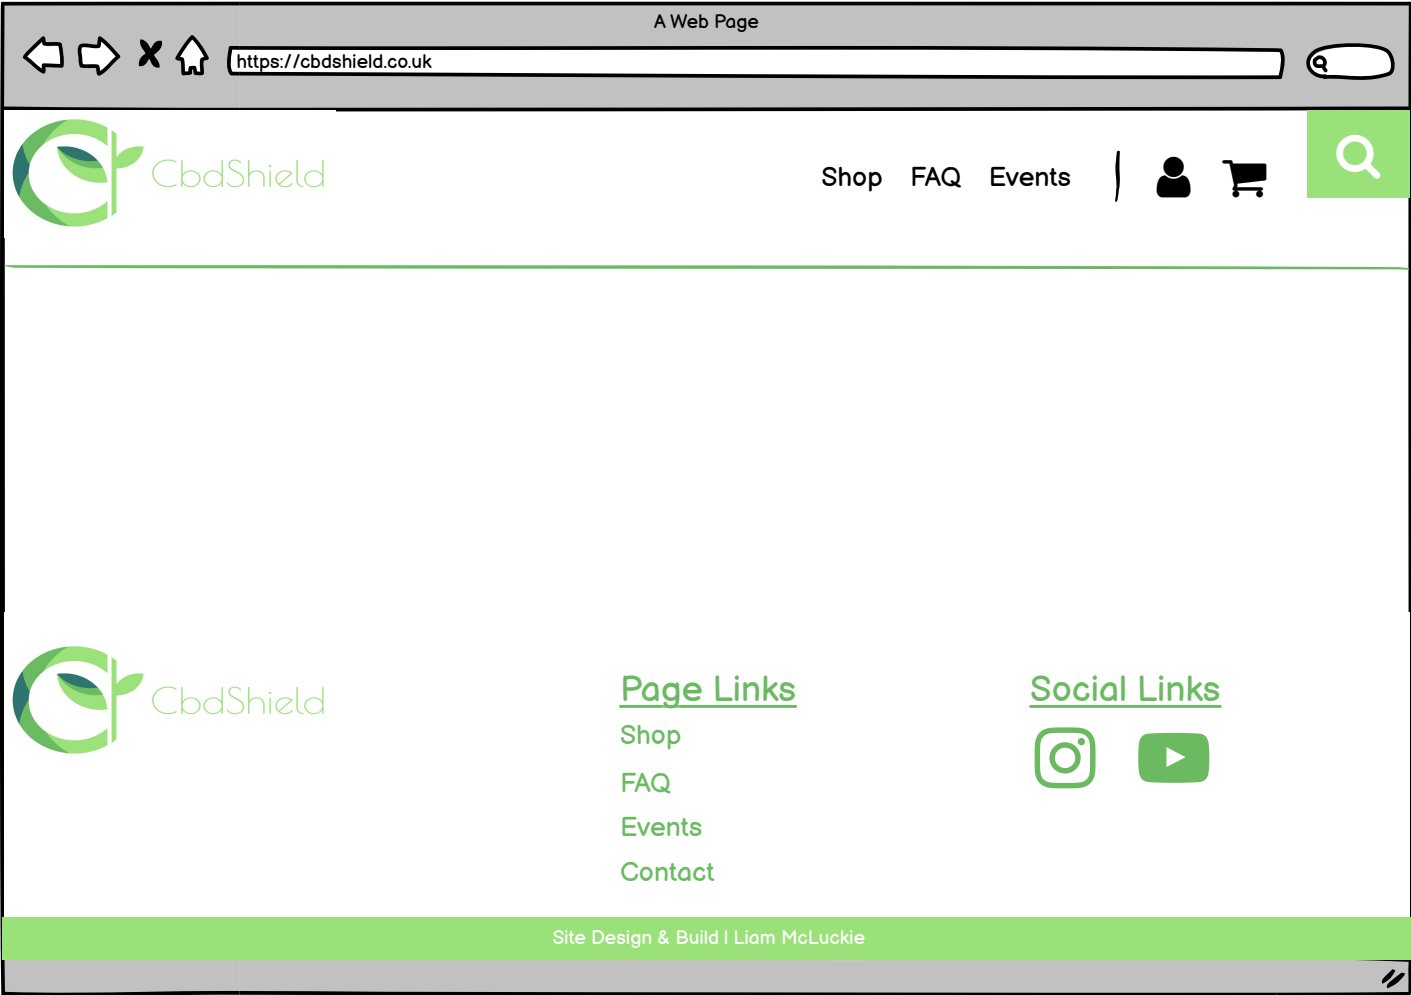 A Web Page
https://cbdshield.co.uk
CbdShield
Shop FAQ Events
CbdShield
Page Links
Shop
FAQ
Events
Contact
Social Links
Site Design & Build | Liam McLuckie